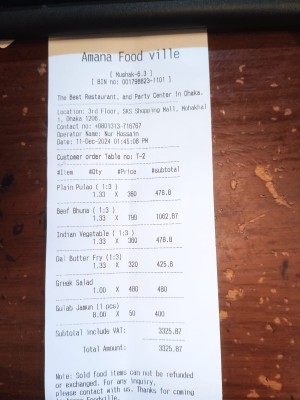 Amana Food ville
[ Mushak-6.3 ]
[ BIN no: 001798823-1101 ]
The Best Restaurant, and Party Center in Dhaka.
Location: 3rd Floor, SKS Shopping Mall, Mohakhal
i, Dhaka 1206.
Contact no: +8801313-716767
Operator Name: Nur Hossain
Date: 11-Dec-2024 01:45:08 PM
Customer order Table no: T-2
#Item #Qty #Price #subtotal
Plain Pulao ( 1:3 )
1.33 X 360 478.8
Beef Bhuna ( 1:3 )
1.33 X 799 1062.67
Indian Vegetable ( 1:3 )
1.33 X 360 478.8
Dal Butter Fry (1:3)
1.33 X 320 425.6
Greek Salad
1.00 X 480 480
Gulab Jamun (1 pcs)
8.00 X 50 400
Subtotal include VAT: 3325.87
Total Amount: 3325.87
Note: Sold food items can not be refunded
or exchanged. For any inquiry,
please contact with us. Thanks for coming
to Amana Foodville.